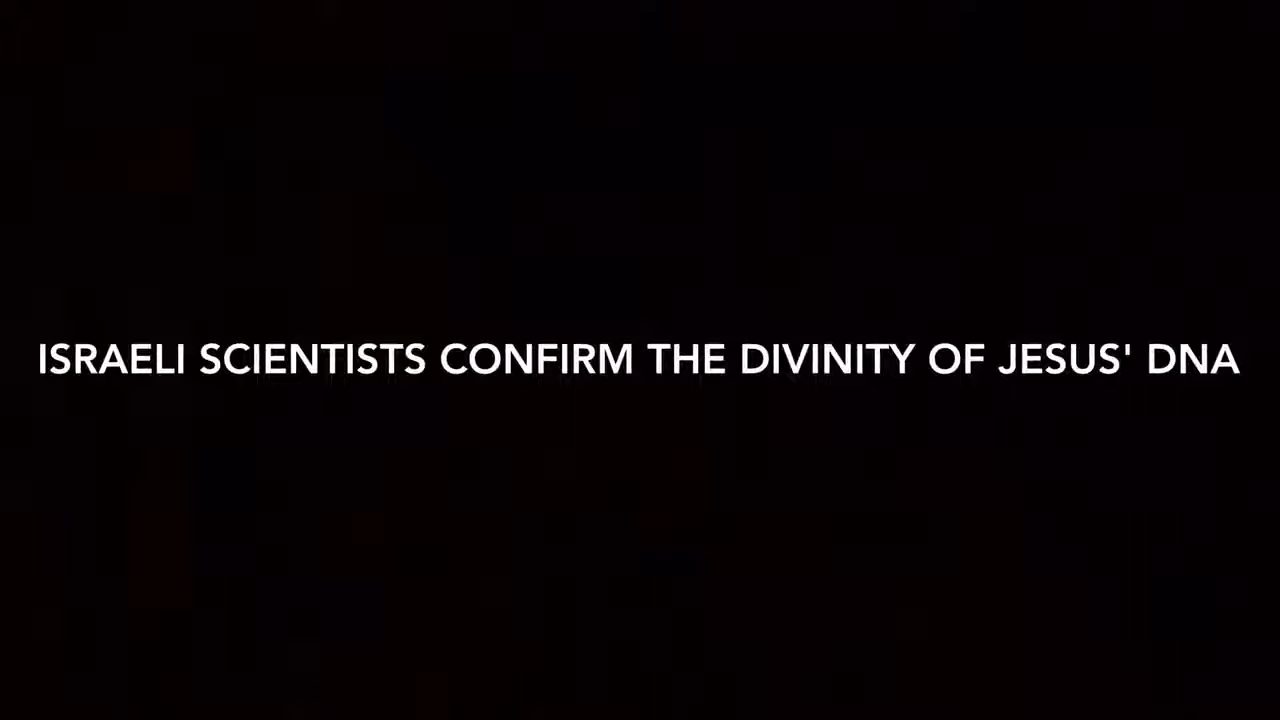 ISRAELI SCIENTISTS CONFIRM THE DIVINITY OF JESUS' DNA